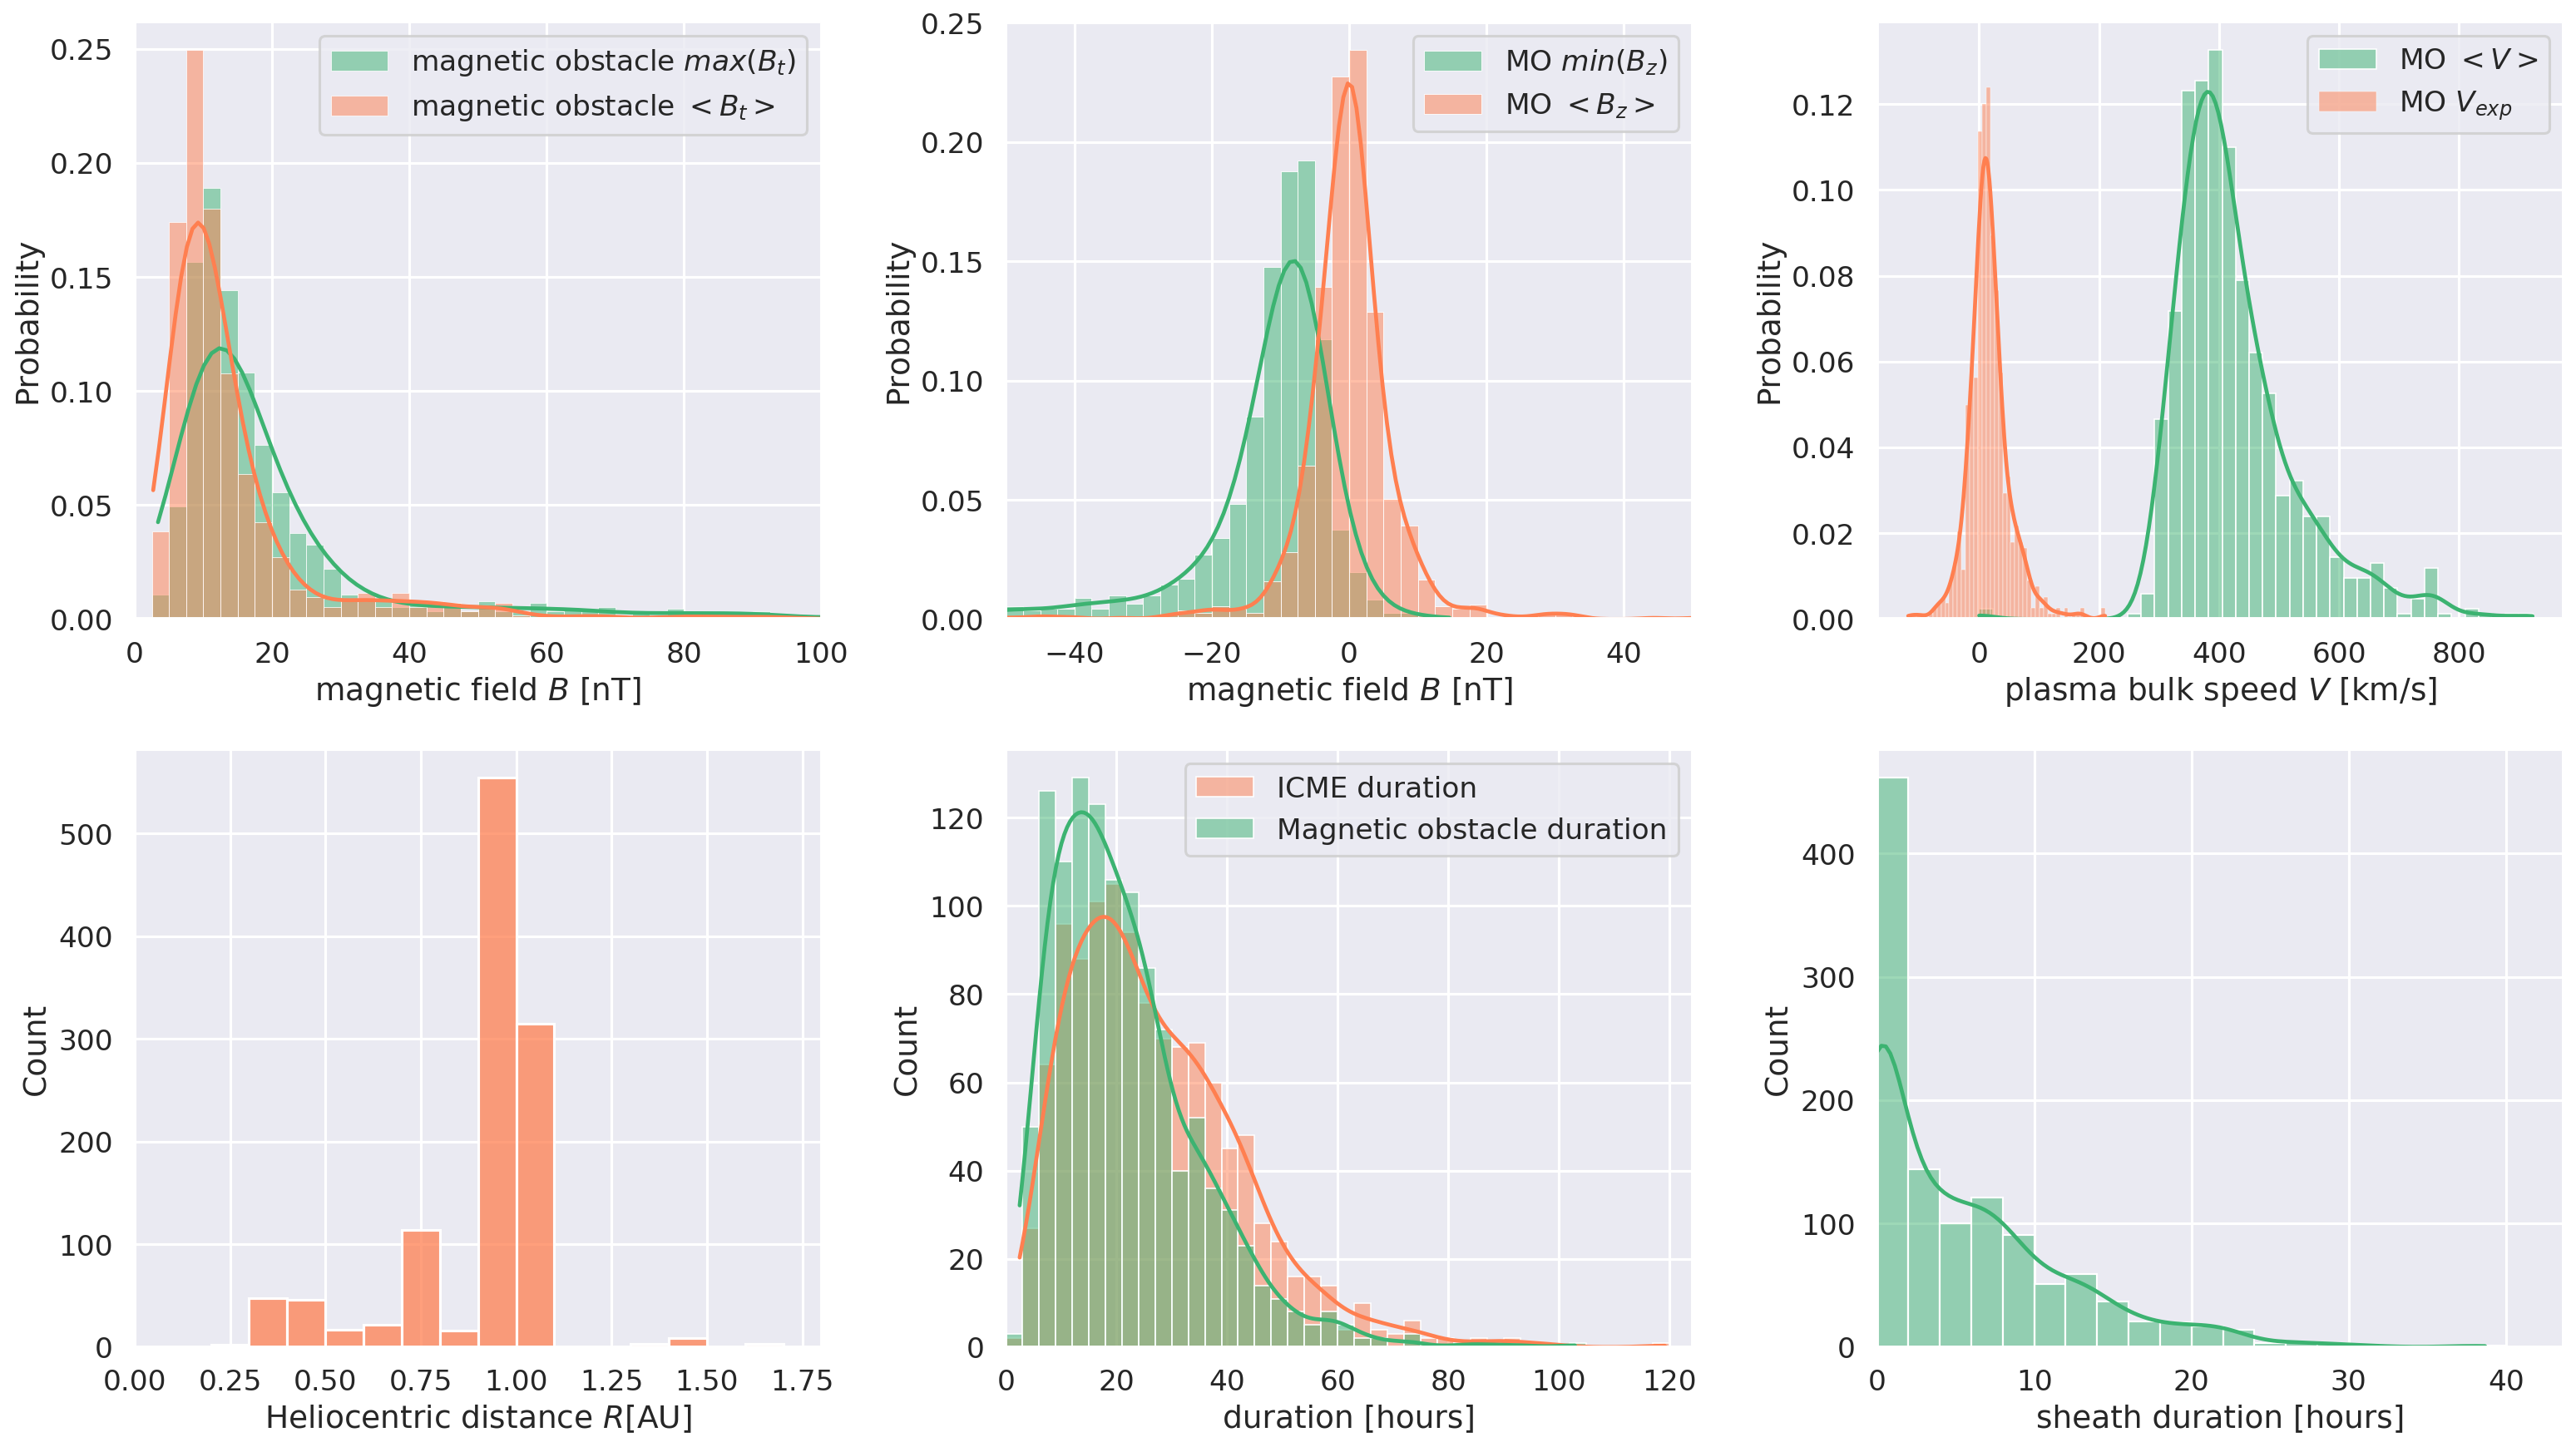 magnetic obstacle max(B_t)
magnetic obstacle < B_t >
Probability
0.25
0.20
0.15
0.10
0.05
0.00
0 20 40 60 80 100
magnetic field B [nT]
MO min(B_z)
MO < B_z >
Probability
0.25
0.20
0.15
0.10
0.05
0.00
−40 −20 0 20 40
magnetic field B [nT]
MO < V >
MO V_exp
Probability
0.12
0.10
0.08
0.06
0.04
0.02
0.00
0 200 400 600 800
plasma bulk speed V [km/s]
Count
500
400
300
200
100
0
0.00 0.25 0.50 0.75 1.00 1.25 1.50 1.75
Heliocentric distance R[AU]
ICME duration
Magnetic obstacle duration
Count
120
100
80
60
40
20
0
0 20 40 60 80 100 120
duration [hours]
Count
400
300
200
100
0
0 10 20 30 40
sheath duration [hours]